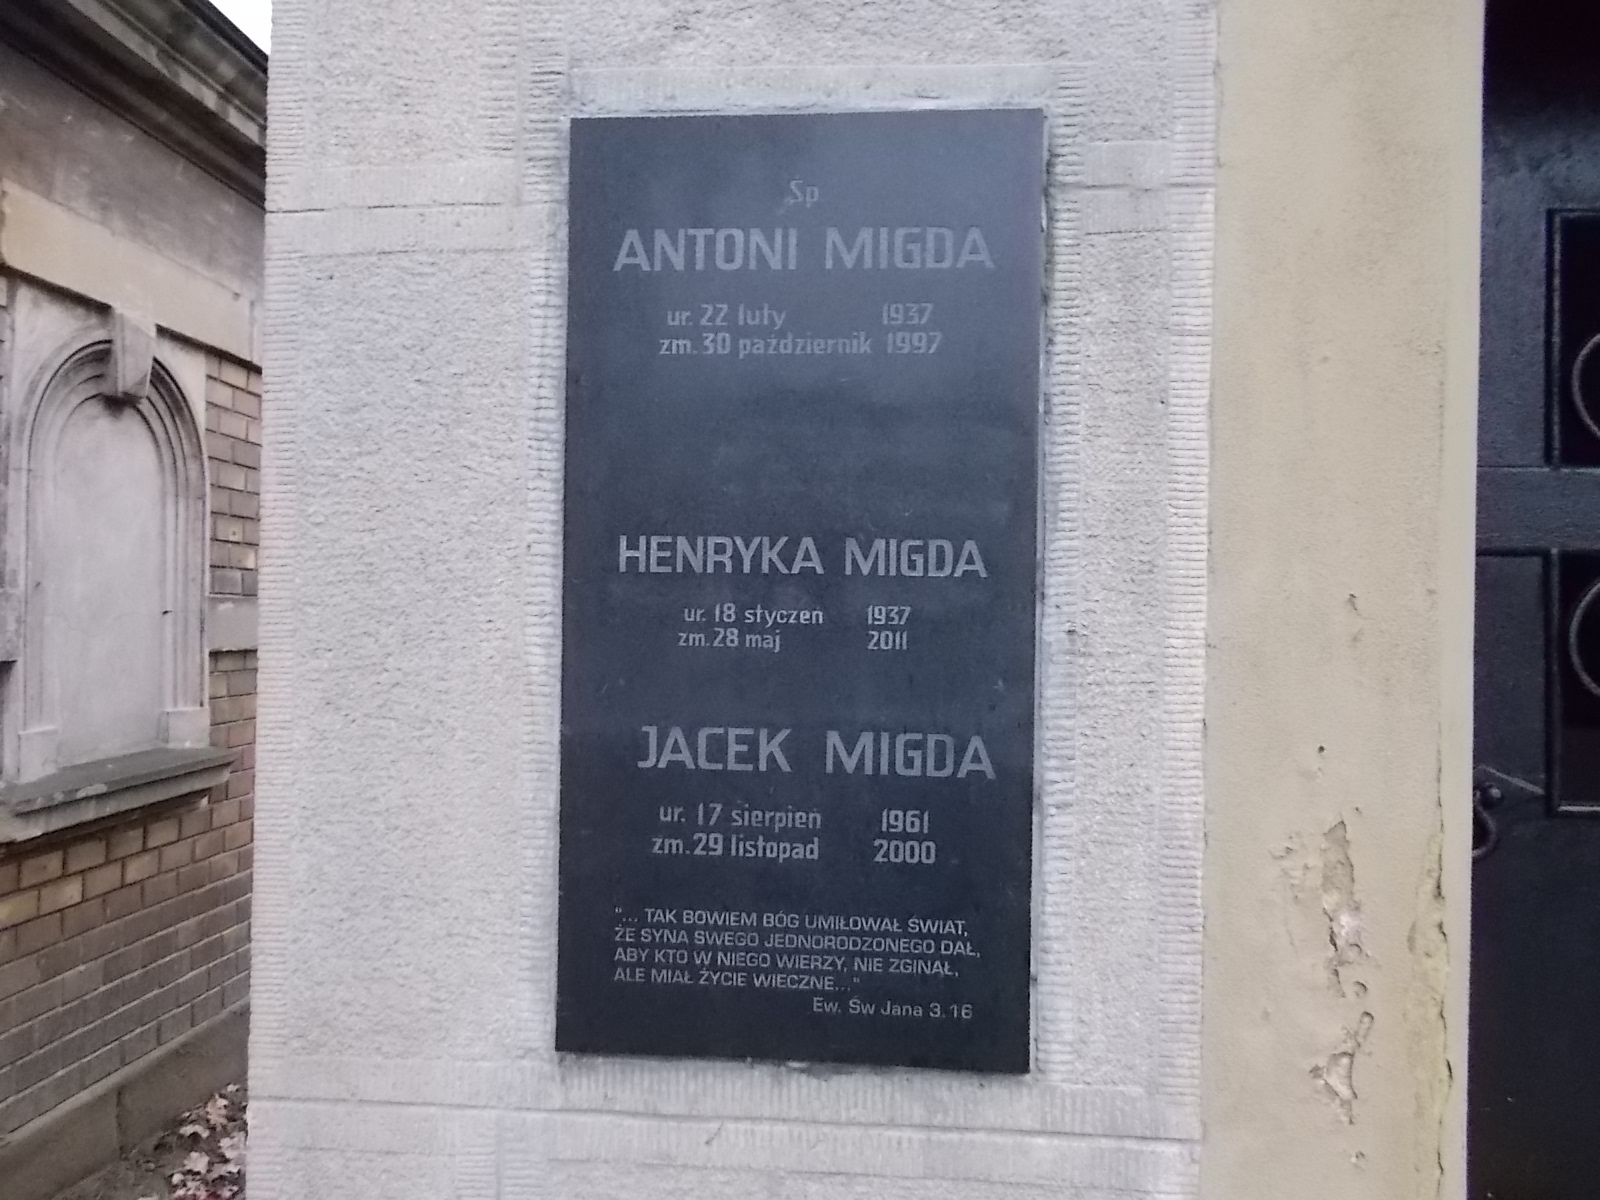 Śp
ANTONI MIGDA
ur. 22 luty 1937
zm. 30 październik 1997
HENRYKA MIGDA
ur. 18 styczeń 1937
zm. 28 maj 2011
JACEK MIGDA
ur. 17 sierpień 1961
zm. 29 listopad 2000
"... TAK BOWIEM BÓG UMIŁOWAŁ ŚWIAT,
ŻE SYNA SWEGO JEDNORODZONEGO DAŁ,
ABY KTO W NIEGO WIERZY, NIE ZGINĄŁ,
ALE MIAŁ ŻYCIE WIECZNE..."
Ew. Św Jana 3.16